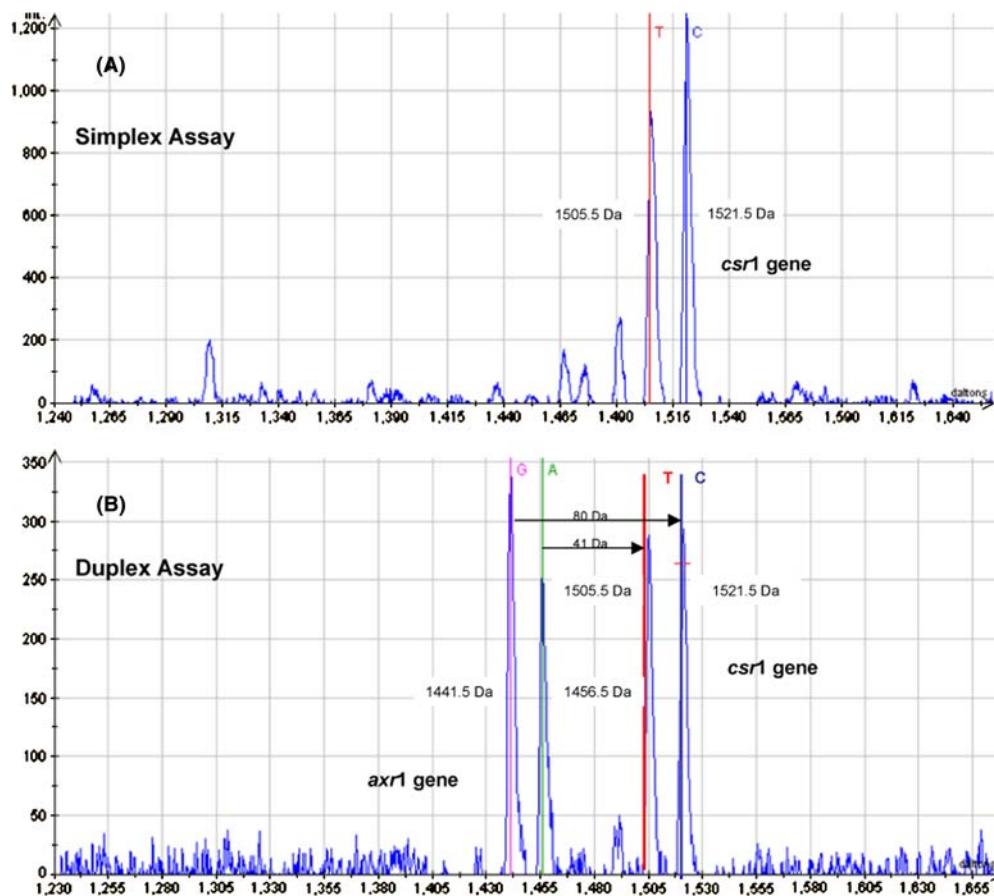 1,200
T
C
(A)
1,000
Simplex Assay
800
600
1505.5 Da
1521.5 Da
csr1 gene
400
200
0
daltons
1,240 1,265 1,290 1,315 1,340 1,365 1,390 1,415 1,440 1,465 1,490 1,515 1,540 1,565 1,590 1,615 1,640
350
G
A
T
C
(B)
300
80 Da
Duplex Assay
41 Da
250
1505.5 Da
1521.5 Da
200
csr1 gene
150
1441.5 Da
1456.5 Da
axr1 gene
100
50
0
1,230 1,255 1,280 1,305 1,330 1,355 1,380 1,405 1,430 1,455 1,480 1,505 1,530 1,555 1,580 1,605 1,630 1,655